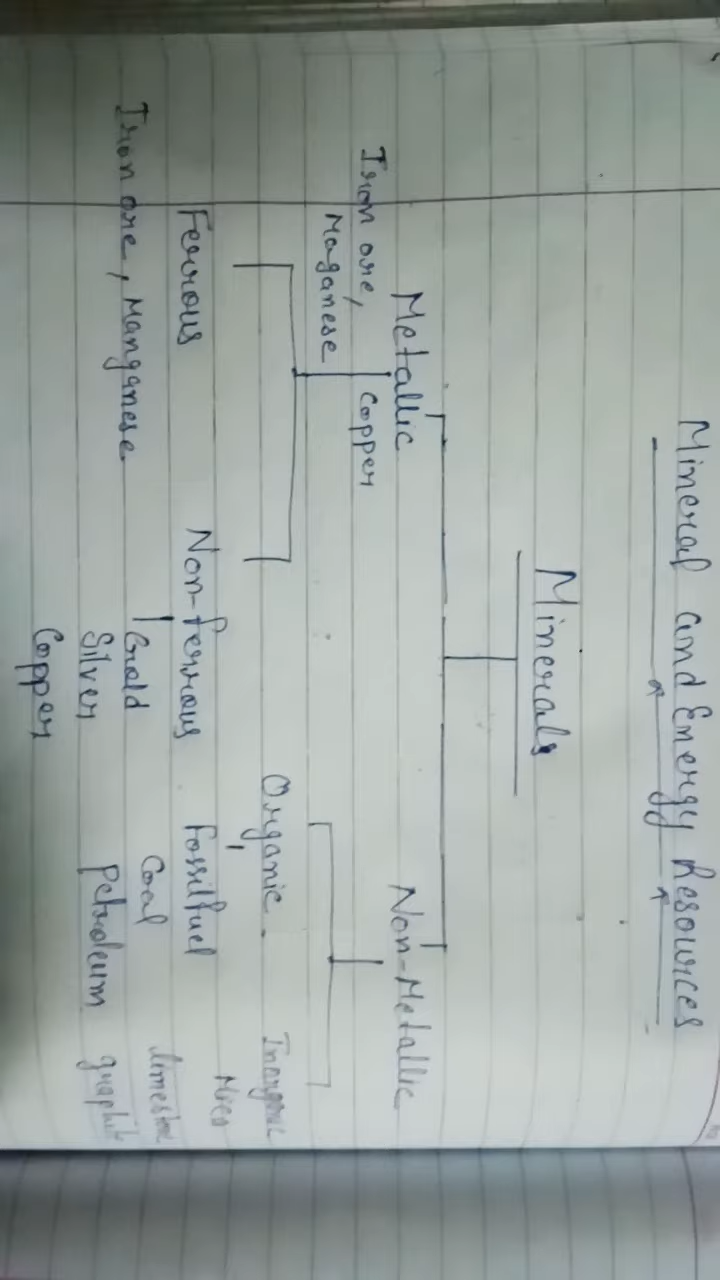 Mineral and Energy Resources
Minerals
Metallic
Non-Metallic
Iron ore, Copper
Maganese
Organic
Inorganic
Ferrous
Non-Ferrous
Fossil fuel
Mica
Iron ore, Manganese
Gold
Coal
limestone
Silver
Petroleum
graphite
Copper